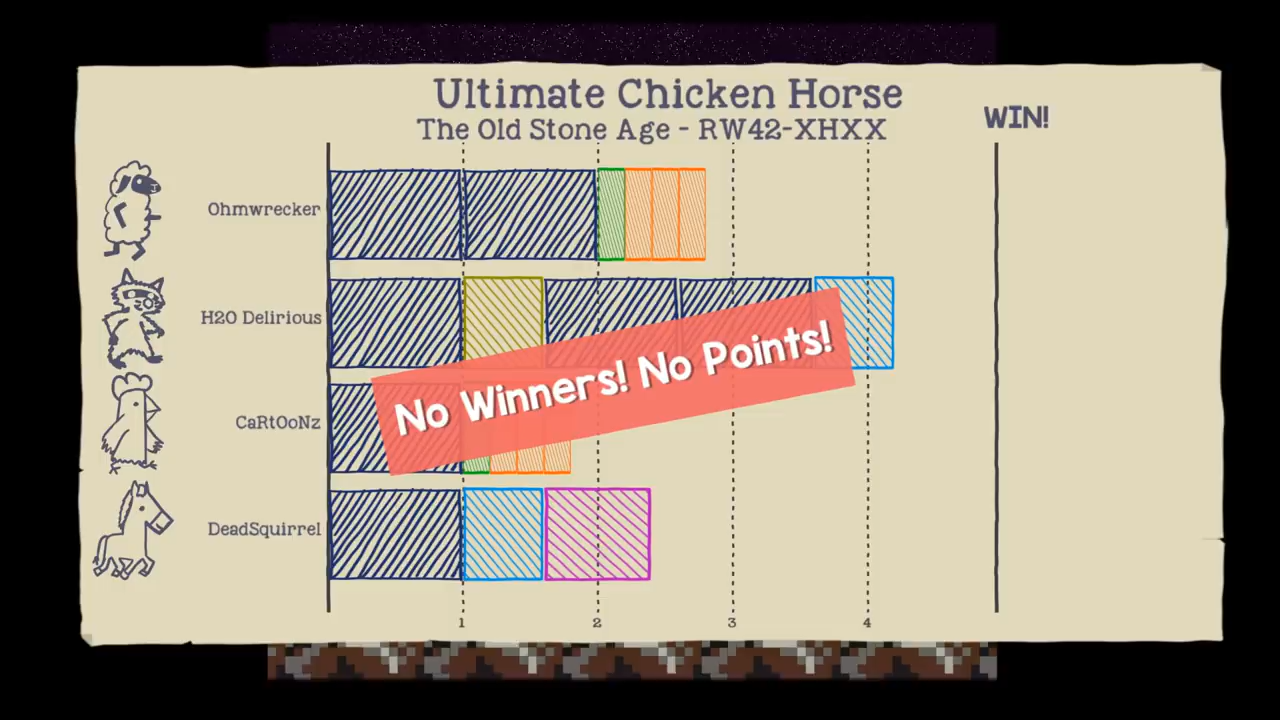 Ultimate Chicken Horse
The Old Stone Age - RW42-XHXX
WIN!
Ohmwrecker
H2O Delirious
No Winners! No Points!
CaRtOoNz
DeadSquirrel
1 2 3 4